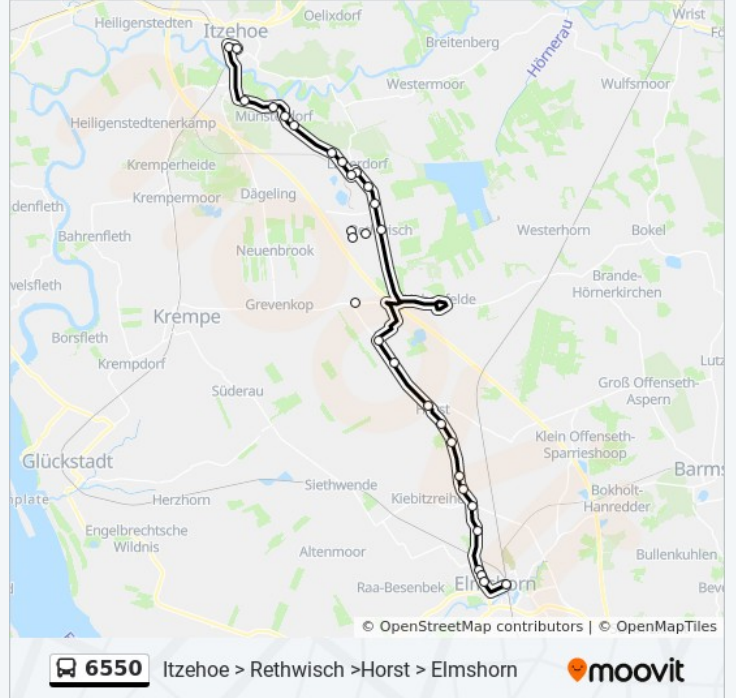 Oelixdorf
Heiligenstedten
Itzehoe
Wrist
Breitenberg
Hörnerau
Westermoor
Wulfsmoor
Heiligenstedtenerkamp
Kremperheide
Krempermoor
Dägeling
denfleth
Bahrenfleth
Westerhorn
Bokel
Neuenbrook
Brande-
Hörnerkirchen
Grevenkop
Krempe
Borsfleth
Krempdorf
Lutz
Süderau
Groß Offenseth-
Aspern
Klein Offenseth-
Sparrieshoop
Glückstadt
Barms
Siethwende
Kiebitzreihe
Bokholt-
Hanredder
Herzhorn
Engelbrechtsche
Wildnis
Altenmoor
Bullenkuhlen
Raa-Besenbek
Elmshorn
© OpenStreetMap contributors | © OpenMapTiles
6550 Itzehoe > Rethwisch >Horst > Elmshorn
moovit